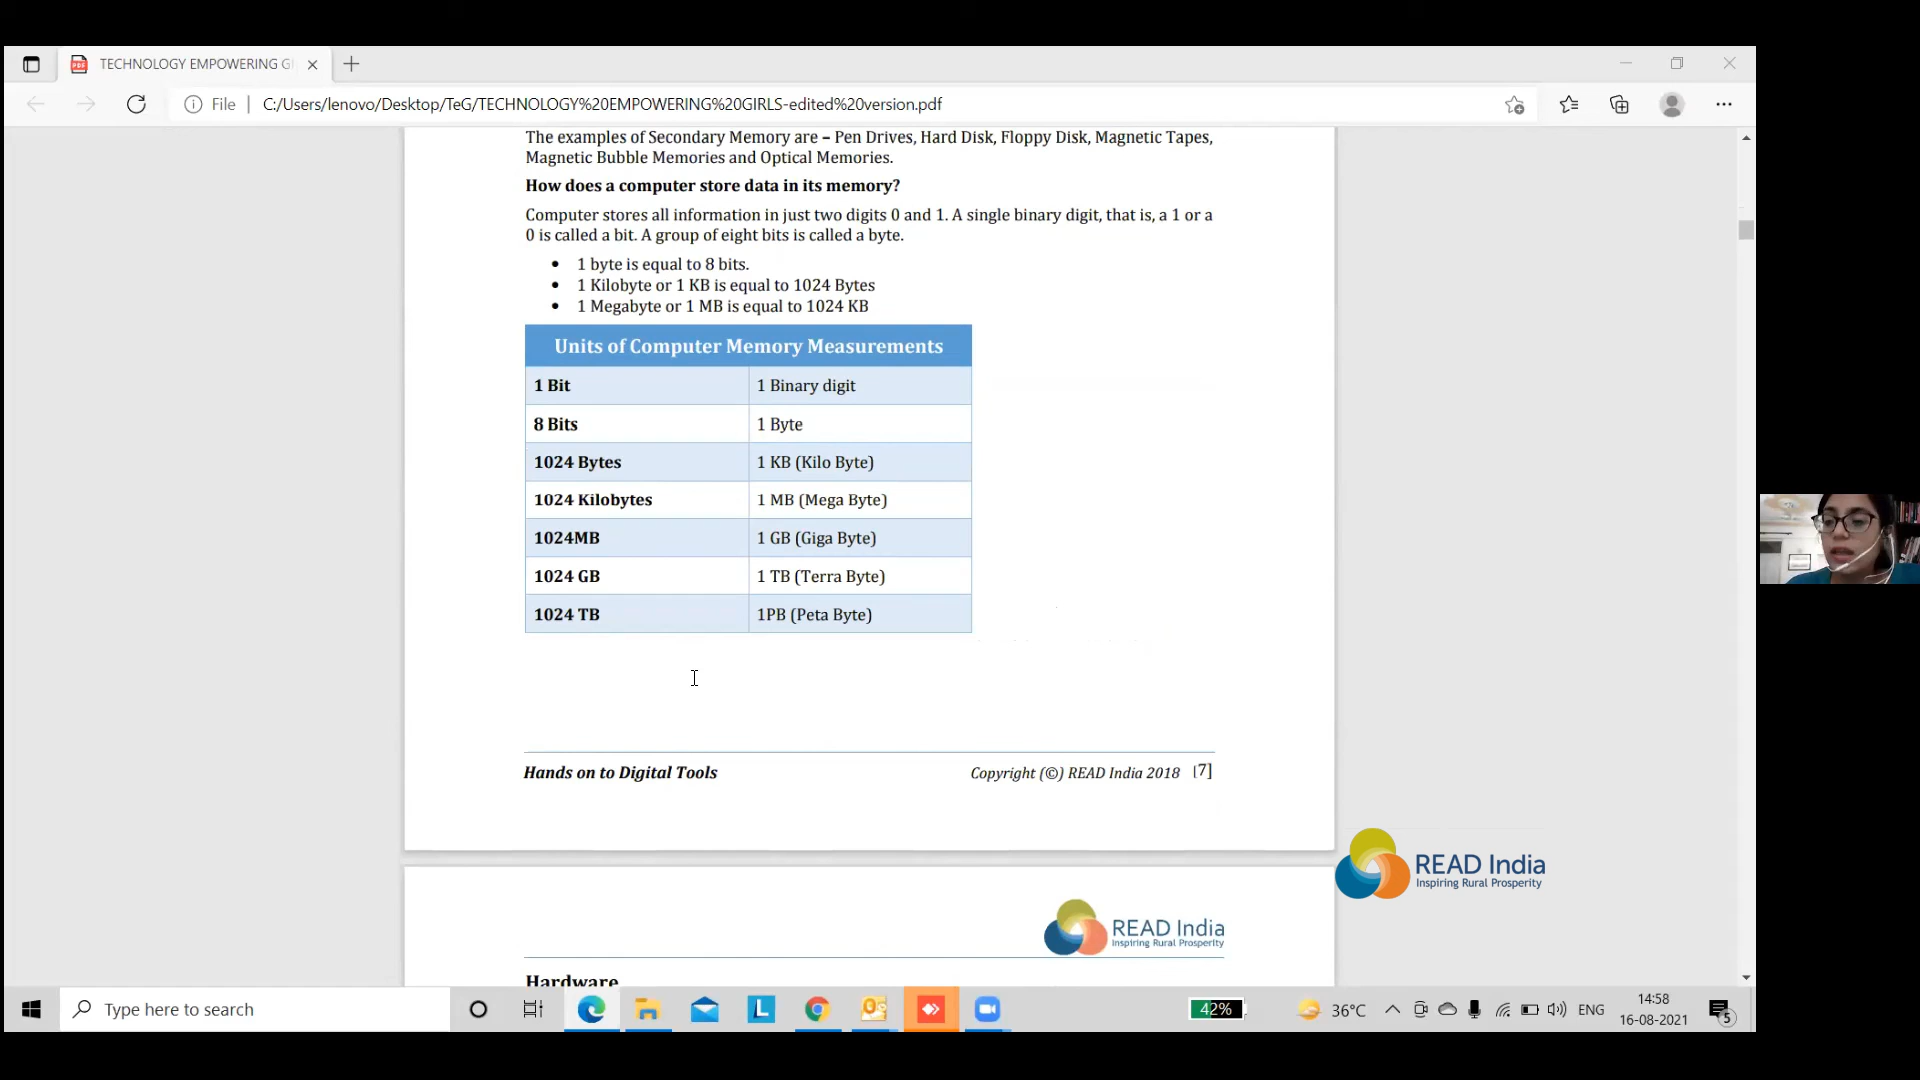 TECHNOLOGY EMPOWERING GI
File
C:/Users/lenovo/Desktop/TeG/TECHNOLOGY%20EMPOWERING%20GIRLS-edited%20version.pdf
The examples of Secondary Memory are – Pen Drives, Hard Disk, Floppy Disk, Magnetic Tapes,
Magnetic Bubble Memories and Optical Memories.
How does a computer store data in its memory?
Computer stores all information in just two digits 0 and 1. A single binary digit, that is, a 1 or a
0 is called a bit. A group of eight bits is called a byte.
• 1 byte is equal to 8 bits.
• 1 Kilobyte or 1 KB is equal to 1024 Bytes
• 1 Megabyte or 1 MB is equal to 1024 KB
Units of Computer Memory Measurements
1 Bit 1 Binary digit
8 Bits 1 Byte
1024 Bytes 1 KB (Kilo Byte)
1024 Kilobytes 1 MB (Mega Byte)
1024MB 1 GB (Giga Byte)
1024 GB 1 TB (Terra Byte)
1024 TB 1PB (Peta Byte)
Hands on to Digital Tools Copyright (©) READ India 2018 [7]
READ India
Inspiring Rural Prosperity
READ India
Inspiring Rural Prosperity
Hardware
Type here to search
42%
36°C
ENG
14:58
16-08-2021
5